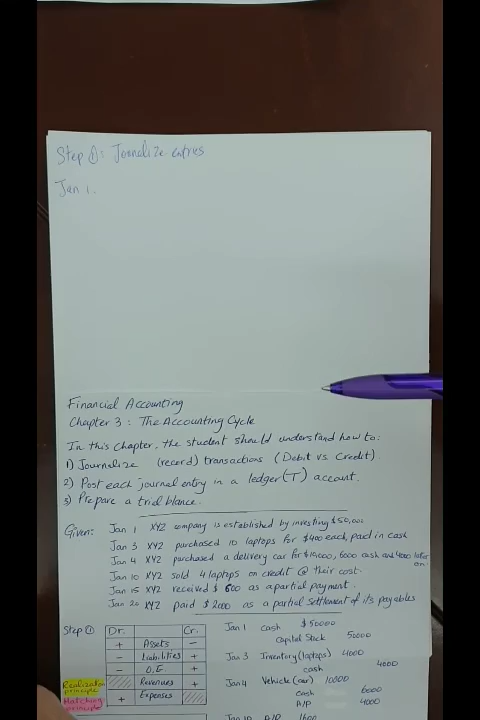 Step ①: Jornalize entries
Jan 1.
Financial Accounting
Chapter 3 : The Accounting Cycle
In this Chapter, the student should understand how to:
1) Journalize (record) transactions (Debit vs. Credit).
2) Post each journal entry in a ledger (T) account.
3) Prepare a trial blance.
Given: Jan 1 XYZ company is established by investing $50,000
Jan 3 XYZ purchased 10 laptops for $400 each, paid in cash
Jan 4 XYZ purchased a delivery car for $10,000, 6000 cash and 4000 later on.
Jan 10 XYZ sold 4 laptops on credit @ their cost.
Jan 15 XYZ received $ 600 as a partial payment.
Jan 20 XYZ paid $ 2000 as a partial settlement of its payables
Step ①
Dr. Cr.
+ Assets -
- Liabilities +
- O.E +
Revenues +
+ Expenses
Realization principle
Matching principle
Jan 1 cash $50000
Capital Stock 50000
Jan 3 Inventory (laptops) 4000
cash 4000
Jan 4 Vehicle (car) 10000
Cash 6000
A/P 4000
Jan 10 A/R 1600